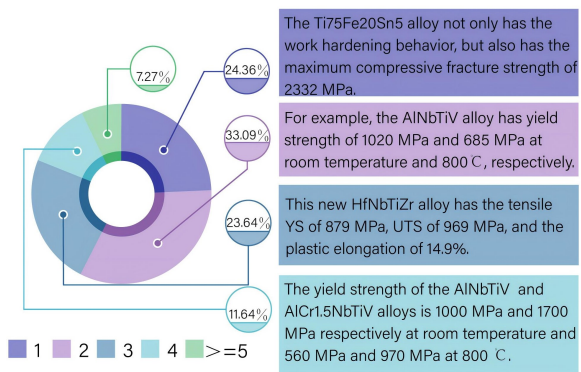 7.27%
24.36%
33.09%
23.64%
11.64%
1 2 3 4 >=5
The Ti75Fe20Sn5 alloy not only has the
work hardening behavior, but also has the
maximum compressive fracture strength of
2332 MPa.
For example, the AlNbTiV alloy has yield
strength of 1020 MPa and 685 MPa at
room temperature and 800℃, respectively.
This new HfNbTiZr alloy has the tensile
YS of 879 MPa, UTS of 969 MPa, and the
plastic elongation of 14.9%.
The yield strength of the AlNbTiV and
AlCr1.5NbTiV alloys is 1000 MPa and 1700
MPa respectively at room temperature and
560 MPa and 970 MPa at 800 ℃.